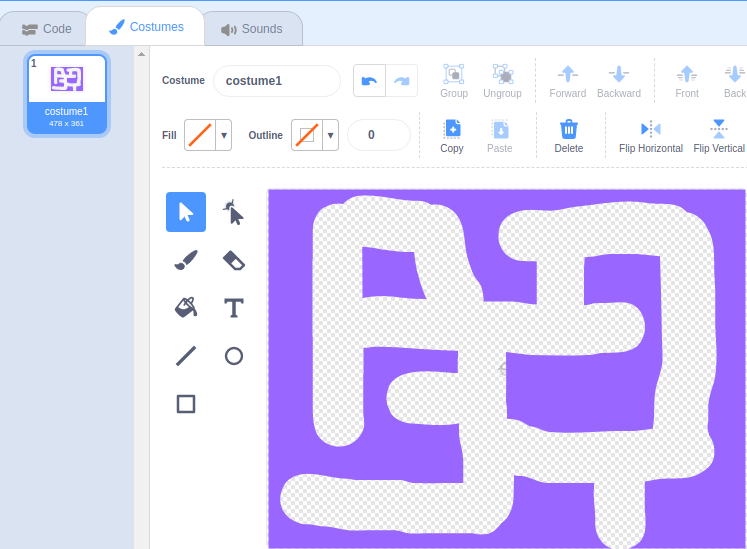 Code
Costumes
Sounds
1
costume1
478 x 361
Costume
costume1
Group
Ungroup
Forward
Backward
Front
Back
Fill
Outline
0
Copy
Paste
Delete
Flip Horizontal
Flip Vertical
T